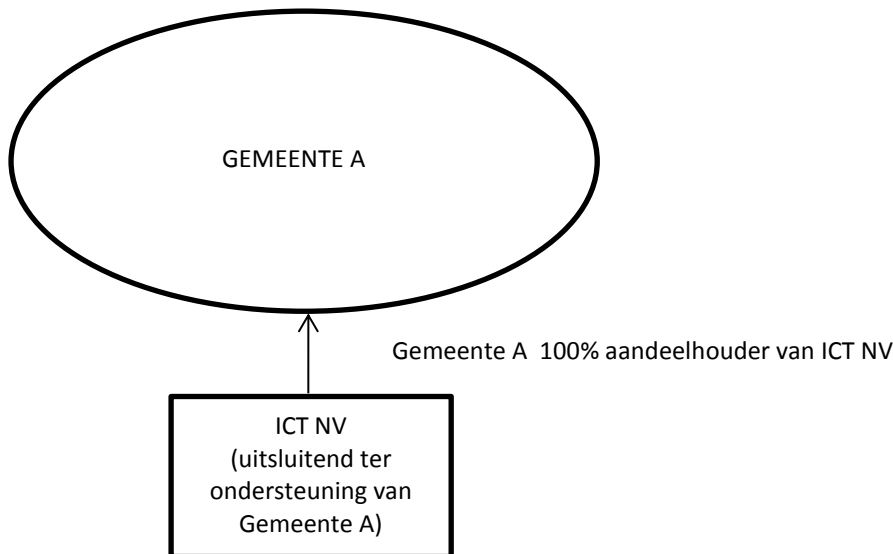 GEMEENTE A
Gemeente A  100% aandeelhouder van ICT NV
ICT NV
(uitsluitend ter
ondersteuning van
Gemeente A)